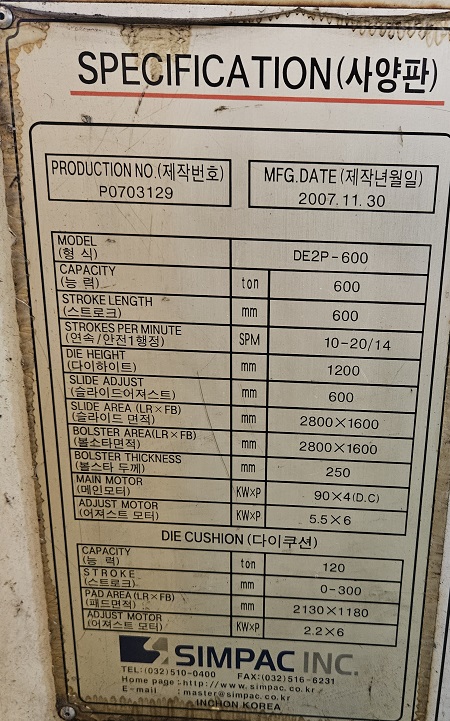 SPECIFICATION(사양판)
PRODUCTION NO.(제작번호)
P0703129
MFG.DATE (제작년월일)
2007.11.30
MODEL
(형 식)
DE2P-600
CAPACITY
(능 력)
ton
600
STROKE LENGTH
(스트로크)
mm
600
STROKES PER MINUTE
(연속/안전1행정)
SPM
10-20/14
DIE HEIGHT
(다이하이트)
mm
1200
SLIDE ADJUST
(슬라이드어져스트)
mm
600
SLIDE AREA (LR×FB)
(슬라이드 면적)
mm
2800×1600
BOLSTER AREA(LR×FB)
(볼스타면적)
mm
2800×1600
BOLSTER THICKNESS
(볼스타 두께)
mm
250
MAIN MOTOR
(메인모터)
KW×P
90×4(D.C)
ADJUST MOTOR
(어져스트 모터)
KW×P
5.5×6
DIE CUSHION (다이쿠션)
CAPACITY
(능 력)
ton
120
STROKE
(스트로크)
mm
0-300
PAD AREA (LR×FB)
(패드면적)
mm
2130×1180
ADJUST MOTOR
(어져스트 모터)
KW×P
2.2×6
SIMPAC INC.
TEL:(032)510-0400 FAX:(032)516-6231
Home page:http://www.simpac.co.kr
E-mail :master@simpac.co.kr
INCHON KOREA